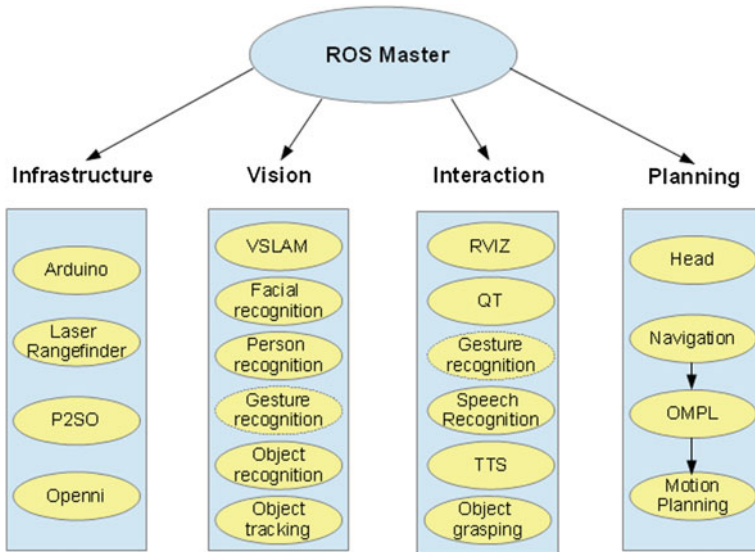 ROS Master
Infrastructure
Arduino
Laser
Rangefinder
P2SO
Openni
Vision
VSLAM
Facial
recognition
Person
recognition
Gesture
recognition
Object
recognition
Object
tracking
Interaction
RVIZ
QT
Gesture
recognition
Speech
Recognition
TTS
Object
grasping
Planning
Head
Navigation
OMPL
Motion
Planning